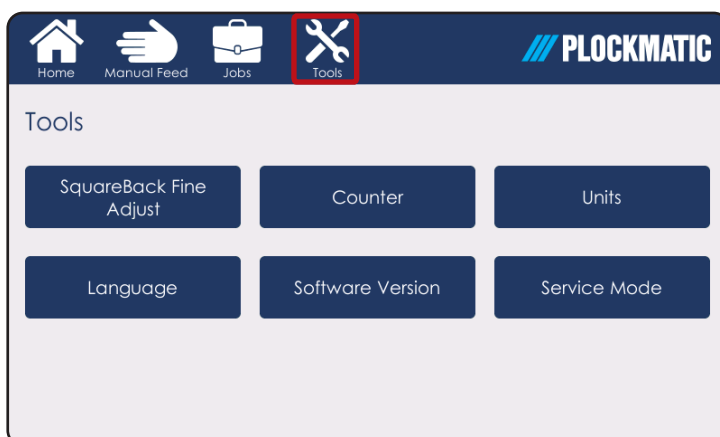 Home Manual Feed Jobs Tools
PLOCKMATIC
Tools
SquareBack Fine
Adjust
Counter
Units
Language
Software Version
Service Mode